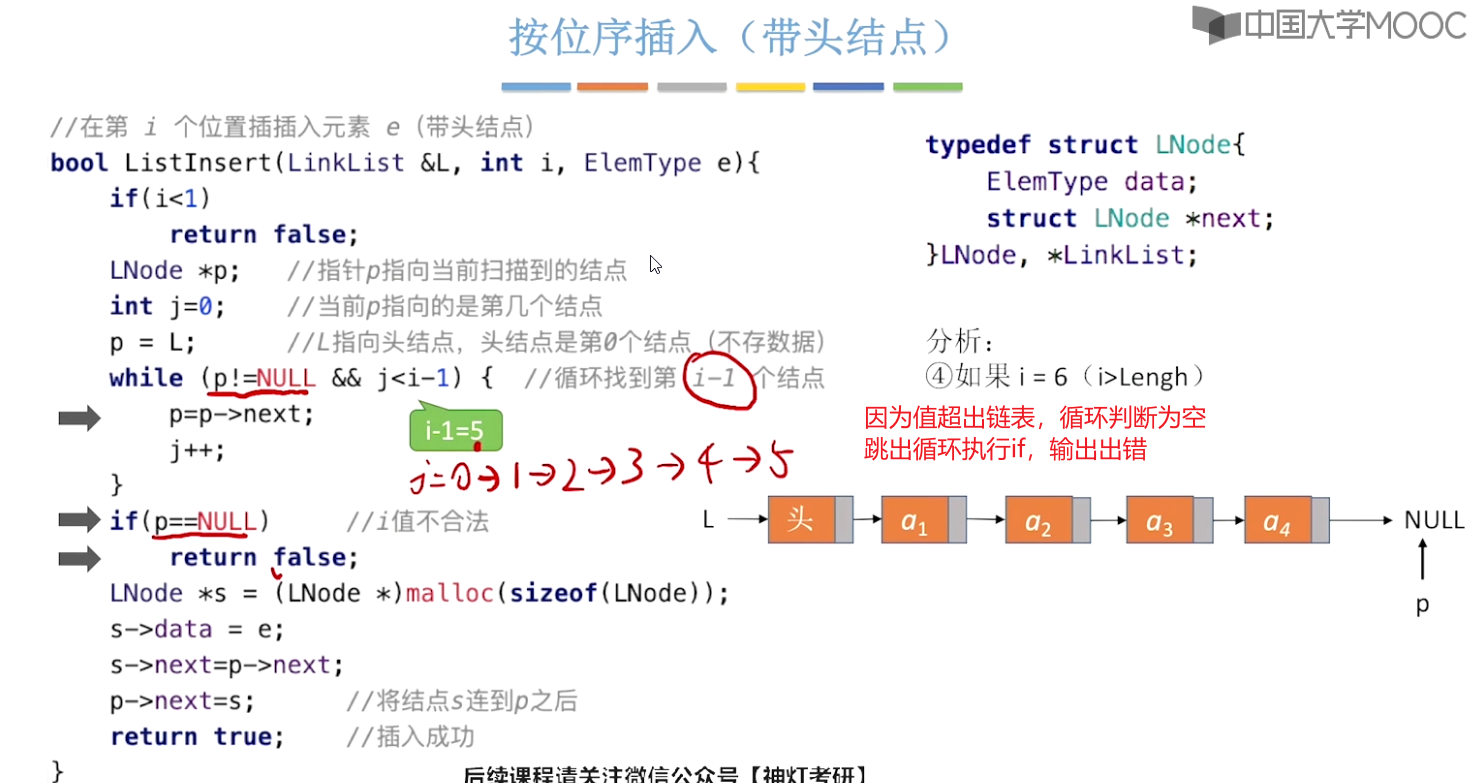 按位序插入（带头结点）
中国大学MOOC
//在第 i 个位置插插入元素 e（带头结点）
bool ListInsert(LinkList &L, int i, ElemType e){
if(i<1)
return false;
LNode *p; //指针p指向当前扫描到的结点
int j=0; //当前p指向的是第几个结点
p = L; //L指向头结点，头结点是第0个结点（不存数据）
while (p!=NULL && j<i-1) { //循环找到第 i-1 个结点
p=p->next;
j++;
}
i-1=5
j=0→1→2→3→4→5
if(p==NULL) //i值不合法
return false;
LNode *s = (LNode *)malloc(sizeof(LNode));
s->data = e;
s->next=p->next;
p->next=s; //将结点s连到p之后
return true; //插入成功
}
typedef struct LNode{
ElemType data;
struct LNode *next;
}LNode, *LinkList;
分析：
④如果 i = 6（i>Lengh）
因为值超出链表，循环判断为空
跳出循环执行if，输出出错
L 头 a1 a2 a3 a4 NULL
p
后续课程请关注微信公众号【神灯考研】